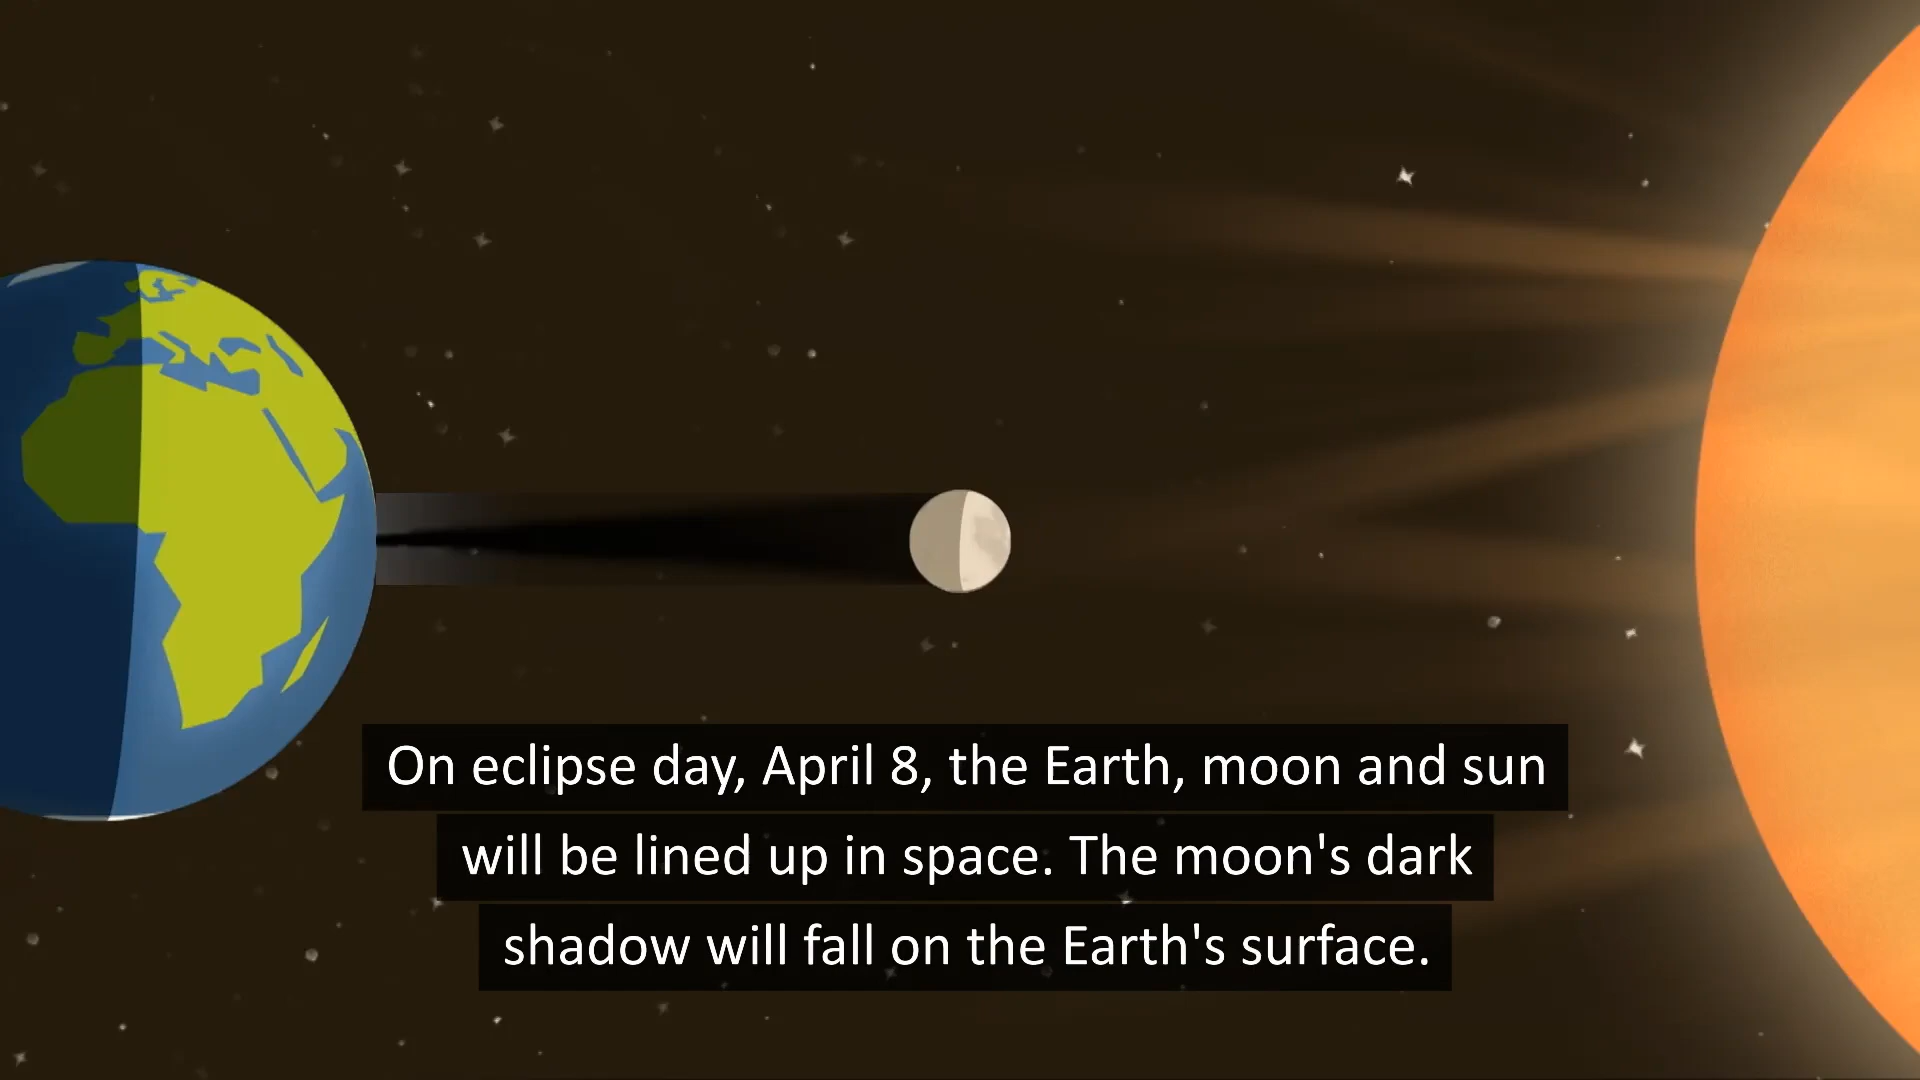 On eclipse day, April 8, the Earth, moon and sun
will be lined up in space. The moon's dark
shadow will fall on the Earth's surface.